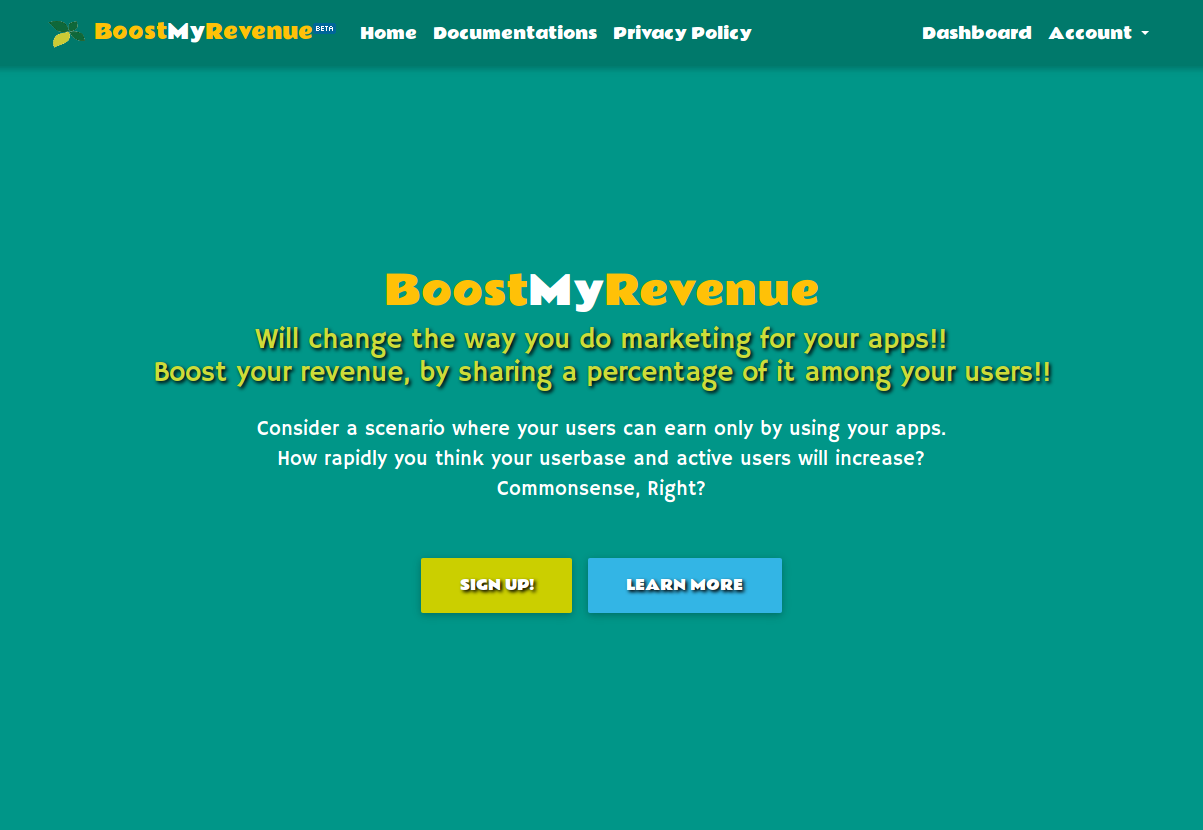 BoostMyRevenue BETA Home Documentations Privacy Policy Dashboard Account
BoostMyRevenue
Will change the way you do marketing for your apps!!
Boost your revenue, by sharing a percentage of it among your users!!
Consider a scenario where your users can earn only by using your apps.
How rapidly you think your userbase and active users will increase?
Commonsense, Right?
SIGN UP! LEARN MORE